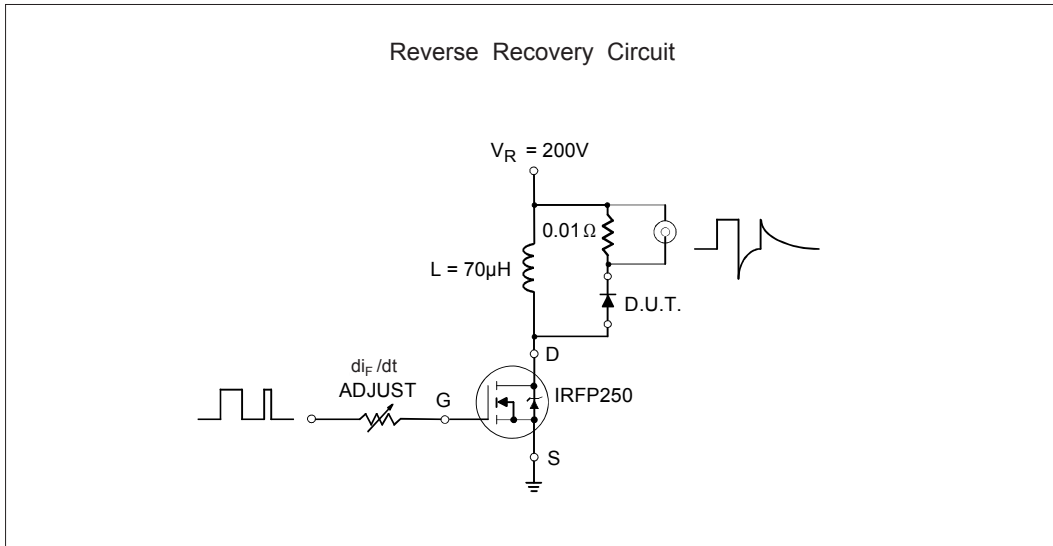 Reverse Recovery Circuit
V_R = 200V
0.01 Ω
L = 70µH
D.U.T.
D
di_F/dt
ADJUST
G
IRFP250
S